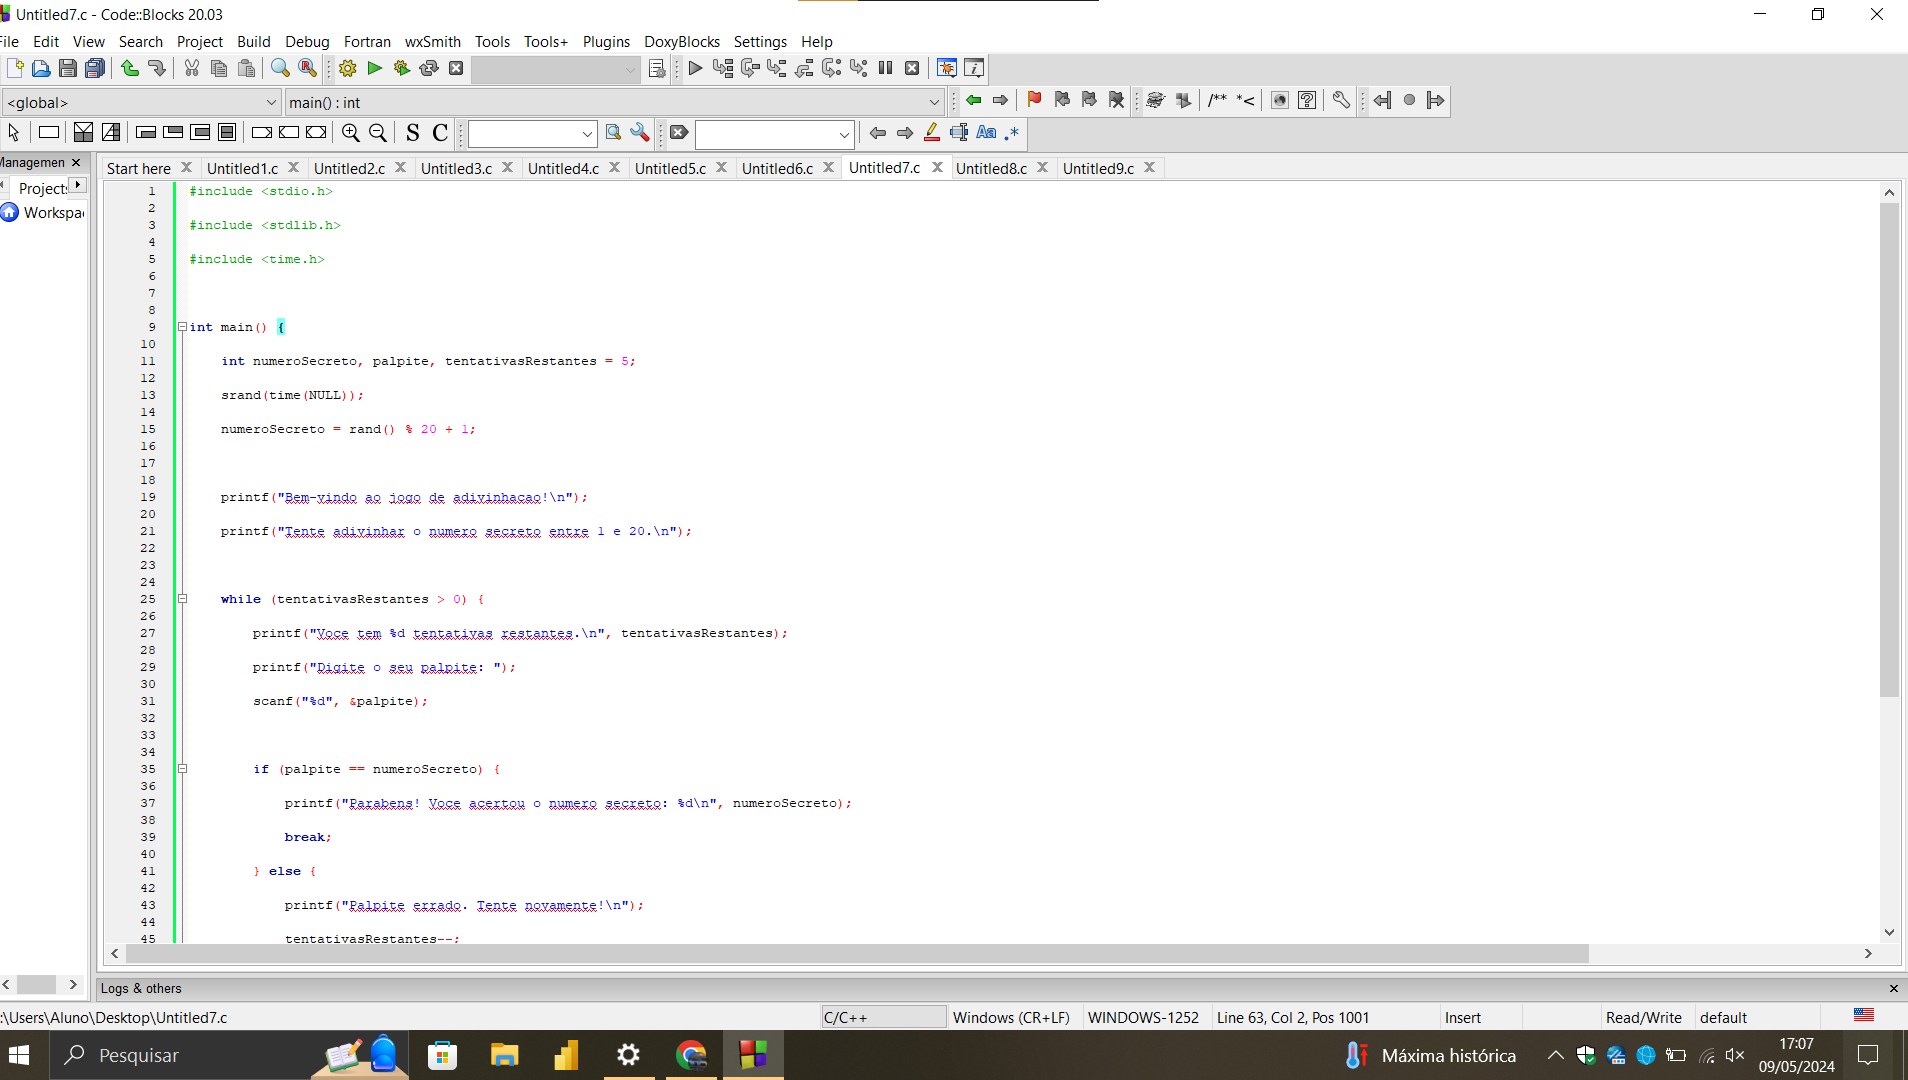 Untitled7.c - Code::Blocks 20.03
File Edit View Search Project Build Debug Fortran wxSmith Tools Tools+ Plugins DoxyBlocks Settings Help
<global> main() : int
/** *<
S C Aa .*
Managemen Start here Untitled1.c Untitled2.c Untitled3.c Untitled4.c Untitled5.c Untitled6.c Untitled7.c Untitled8.c Untitled9.c
Projects
Workspa
1 #include <stdio.h>
2
3 #include <stdlib.h>
4
5 #include <time.h>
6
7
8
9 int main() {
10
11 int numeroSecreto, palpite, tentativasRestantes = 5;
12
13 srand(time(NULL));
14
15 numeroSecreto = rand() % 20 + 1;
16
17
18
19 printf("Bem-vindo ao jogo de adivinhacao!\n");
20
21 printf("Tente adivinhar o numero secreto entre 1 e 20.\n");
22
23
24
25 while (tentativasRestantes > 0) {
26
27 printf("Voce tem %d tentativas restantes.\n", tentativasRestantes);
28
29 printf("Digite o seu palpite: ");
30
31 scanf("%d", &palpite);
32
33
34
35 if (palpite == numeroSecreto) {
36
37 printf("Parabens! Voce acertou o numero secreto: %d\n", numeroSecreto);
38
39 break;
40
41 } else {
42
43 printf("Palpite errado. Tente novamente!\n");
44
45 tentativasRestantes--;
Logs & others
:\Users\Aluno\Desktop\Untitled7.c C/C++ Windows (CR+LF) WINDOWS-1252 Line 63, Col 2, Pos 1001 Insert Read/Write default
Pesquisar Máxima histórica 17:07
09/05/2024